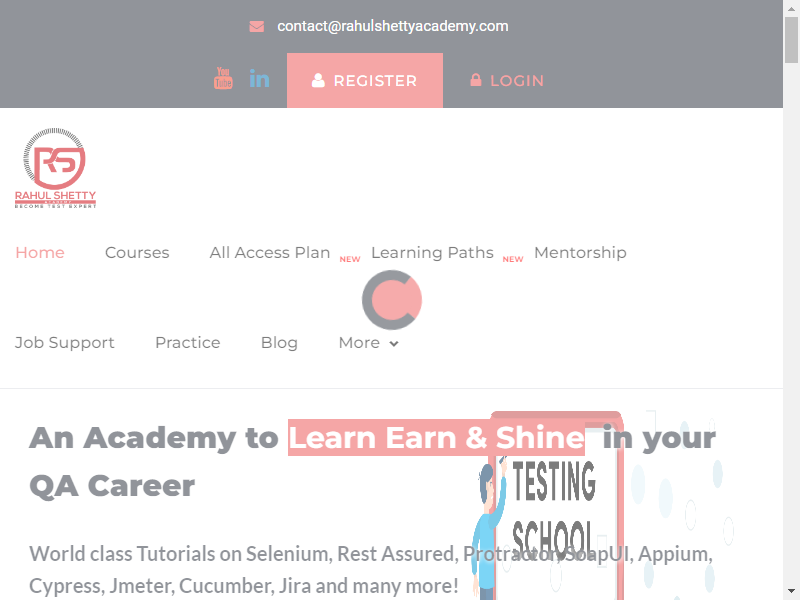 contact@rahulshettyacademy.com
You Tube
REGISTER
LOGIN
RS
RAHUL SHETTY
ACADEMY
BECOME TEST EXPERT
Home
Courses
All Access Plan
NEW
Learning Paths
NEW
Mentorship
Job Support
Practice
Blog
More
An Academy to Learn Earn & Shine in your
QA Career
TESTING
SCHOOL
World class Tutorials on Selenium, Rest Assured, Protractor, SoapUI, Appium,
Cypress, Jmeter, Cucumber, Jira and many more!